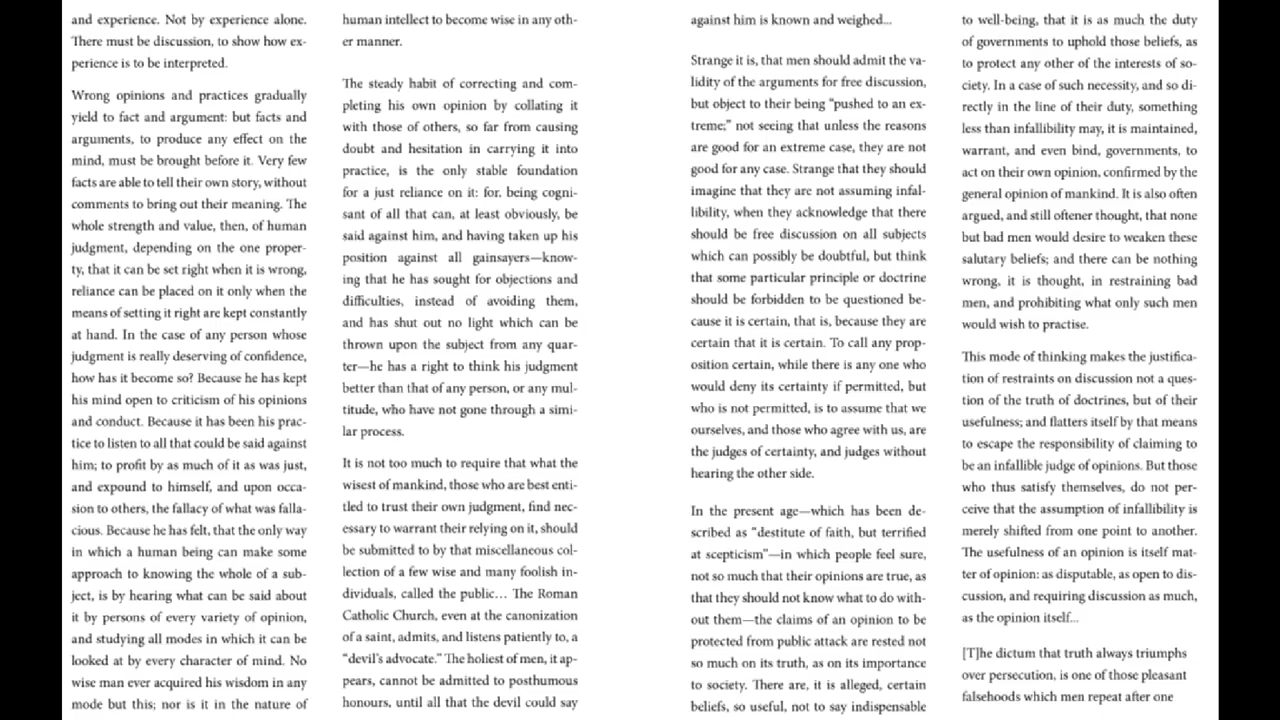 and experience. Not by experience alone.
There must be discussion, to show how ex-
perience is to be interpreted.
Wrong opinions and practices gradually
yield to fact and argument: but facts and
arguments, to produce any effect on the
mind, must be brought before it. Very few
facts are able to tell their own story, without
comments to bring out their meaning. The
whole strength and value, then, of human
judgment, depending on the one proper-
ty, that it can be set right when it is wrong,
reliance can be placed on it only when the
means of setting it right are kept constantly
at hand. In the case of any person whose
judgment is really deserving of confidence,
how has it become so? Because he has kept
his mind open to criticism of his opinions
and conduct. Because it has been his prac-
tice to listen to all that could be said against
him; to profit by as much of it as was just,
and expound to himself, and upon occa-
sion to others, the fallacy of what was falla-
cious. Because he has felt, that the only way
in which a human being can make some
approach to knowing the whole of a sub-
ject, is by hearing what can be said about
it by persons of every variety of opinion,
and studying all modes in which it can be
looked at by every character of mind. No
wise man ever acquired his wisdom in any
mode but this; nor is it in the nature of
human intellect to become wise in any oth-
er manner.
The steady habit of correcting and com-
pleting his own opinion by collating it
with those of others, so far from causing
doubt and hesitation in carrying it into
practice, is the only stable foundation
for a just reliance on it: for. being cogni-
sant of all that can, at least obviously, be
said against him, and having taken up his
position against all gainsayers—know-
ing that he has sought for objections and
difficulties, instead of avoiding them,
and has shut out no light which can be
thrown upon the subject from any quar-
ter—he has a right to think his judgment
better than that of any person, or any mul-
titude, who have not gone through a simi-
lar process.
It is not too much to require that what the
wisest of mankind, those who are best enti-
tled to trust their own judgment, find nec-
essary to warrant their relying on it, should
be submitted to by that miscellaneous col-
lection of a few wise and many foolish in-
dividuals, called the public... The Roman
Catholic Church, even at the canonization
of a saint, admits, and listens patiently to, a
“devil’s advocate.” The holiest of men, it ap-
pears, cannot be admitted to posthumous
honours, until all that the devil could say
against him is known and weighed...
Strange it is, that men should admit the va-
lidity of the arguments for free discussion,
but object to their being “pushed to an ex-
treme;” not seeing that unless the reasons
are good for an extreme case, they are not
good for any case. Strange that they should
imagine that they are not assuming infal-
libility, when they acknowledge that there
should be free discussion on all subjects
which can possibly be doubtful, but think
that some particular principle or doctrine
should be forbidden to be questioned be-
cause it is certain, that is, because they are
certain that it is certain. To call any prop-
osition certain, while there is any one who
would deny its certainty if permitted, but
who is not permitted, is to assume that we
ourselves, and those who agree with us, are
the judges of certainty, and judges without
hearing the other side.
In the present age—which has been de-
scribed as “destitute of faith, but terrified
at scepticism”—in which people feel sure,
not so much that their opinions are true, as
that they should not know what to do with-
out them—the claims of an opinion to be
protected from public attack are rested not
so much on its truth, as on its importance
to society. There are, it is alleged, certain
beliefs, so useful, not to say indispensable
to well-being, that it is as much the duty
of governments to uphold those beliefs, as
to protect any other of the interests of so-
ciety. In a case of such necessity, and so di-
rectly in the line of their duty, something
less than infallibility may, it is maintained,
warrant, and even bind, governments, to
act on their own opinion, confirmed by the
general opinion of mankind. It is also often
argued, and still oftener thought, that none
but bad men would desire to weaken these
salutary beliefs; and there can be nothing
wrong, it is thought, in restraining bad
men, and prohibiting what only such men
would wish to practise.
This mode of thinking makes the justifica-
tion of restraints on discussion not a ques-
tion of the truth of doctrines, but of their
usefulness; and flatters itself by that means
to escape the responsibility of claiming to
be an infallible judge of opinions. But those
who thus satisfy themselves, do not per-
ceive that the assumption of infallibility is
merely shifted from one point to another.
The usefulness of an opinion is itself mat-
ter of opinion: as disputable, as open to dis-
cussion, and requiring discussion as much,
as the opinion itself...
[T]he dictum that truth always triumphs
over persecution, is one of those pleasant
falsehoods which men repeat after one